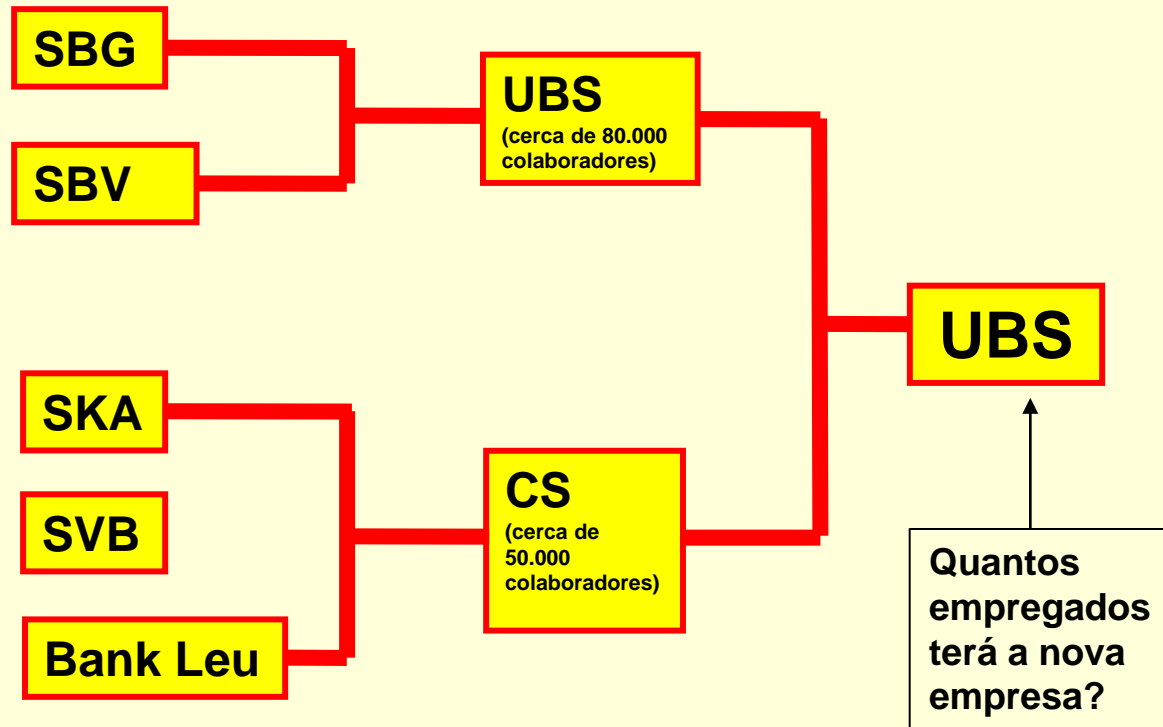 SBG
SBV
UBS
(cerca de 80.000
colaboradores)
SKA
SVB
Bank Leu
CS
(cerca de
50.000
colaboradores)
UBS
Quantos
empregados
terá a nova
empresa?